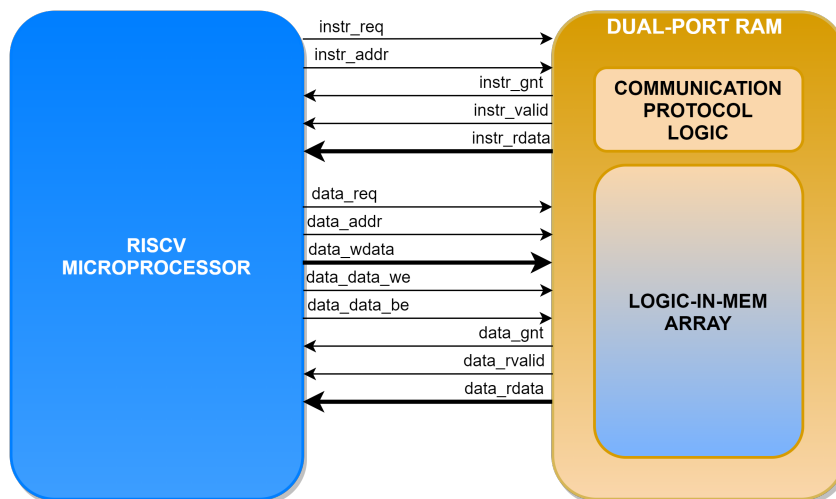 instr_req
instr_addr
instr_gnt
instr_valid
instr_rdata
data_req
data_addr
data_wdata
data_data_we
data_data_be
data_gnt
data_rvalid
data_rdata
RISCV
MICROPROCESSOR
DUAL-PORT RAM
COMMUNICATION
PROTOCOL
LOGIC
LOGIC-IN-MEM
ARRAY